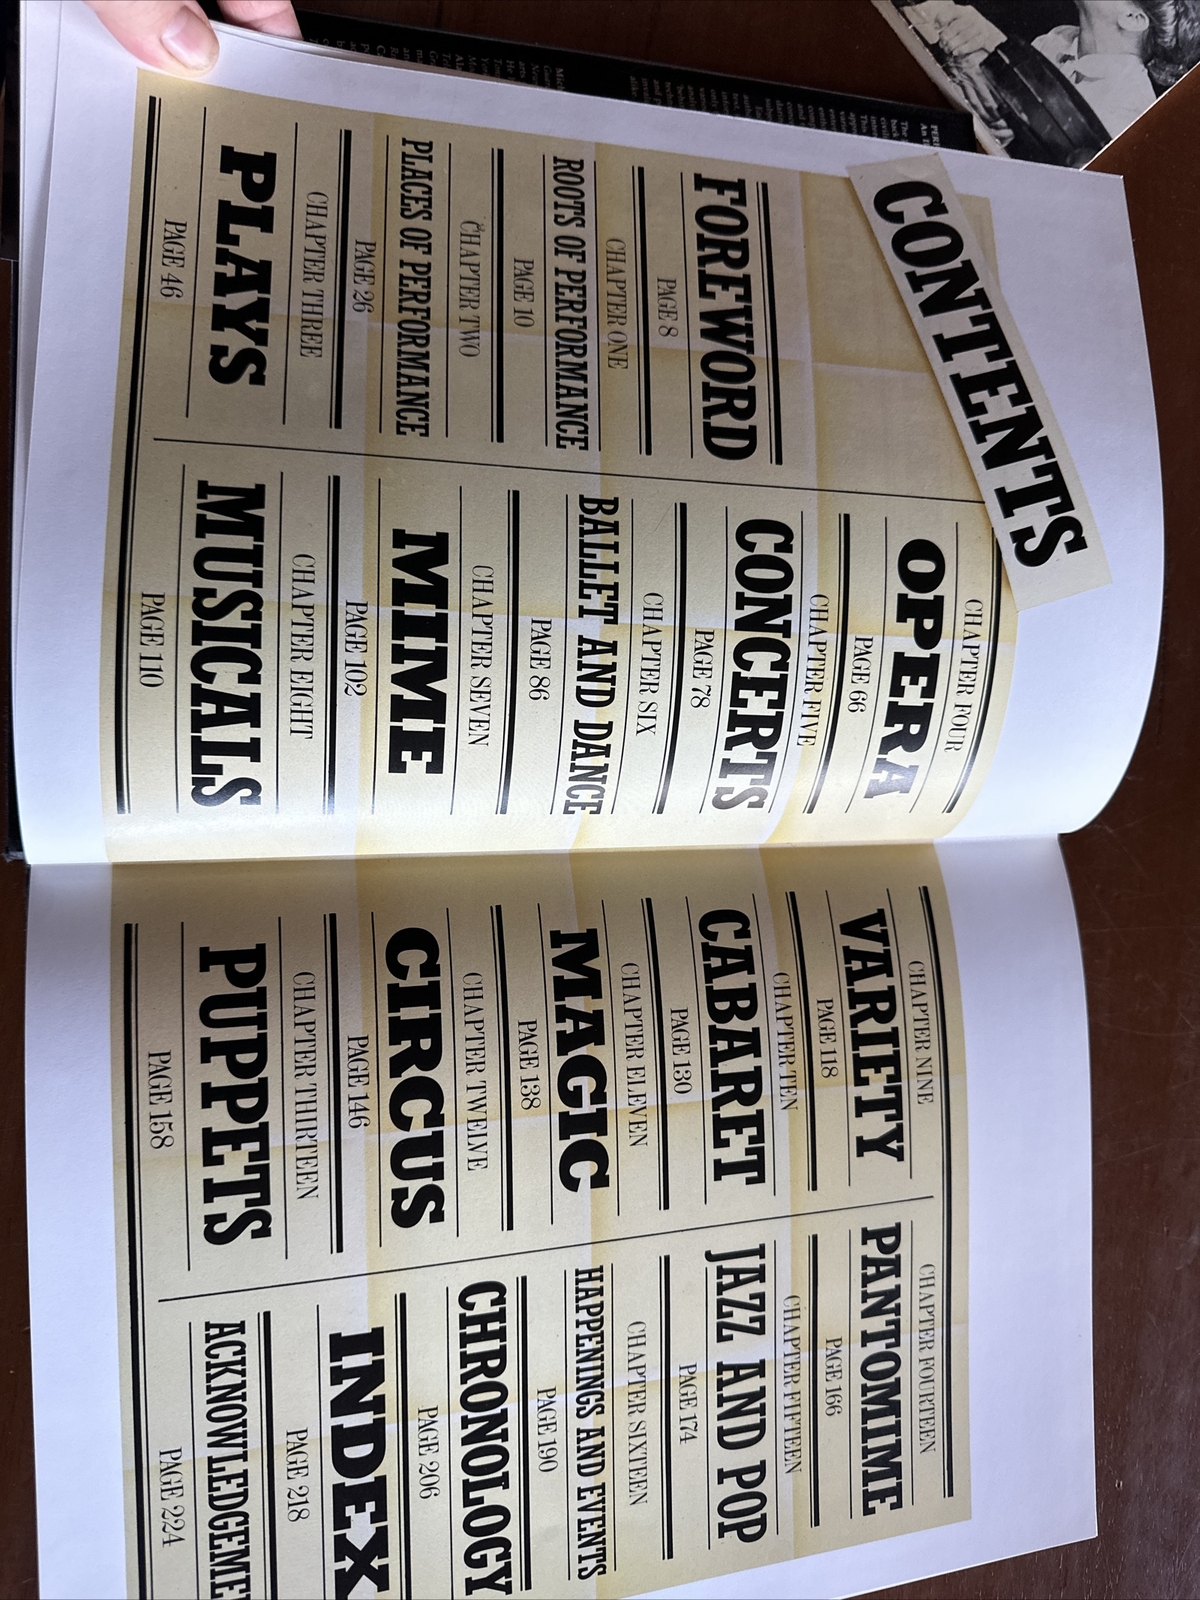 CONTENTS
FOREWORD
PAGE 8
CHAPTER ONE
ROOTS OF PERFORMANCE
PAGE 10
CHAPTER TWO
PLACES OF PERFORMANCE
PAGE 26
CHAPTER THREE
PLAYS
PAGE 46
CHAPTER FOUR
OPERA
PAGE 66
CHAPTER FIVE
CONCERTS
PAGE 78
CHAPTER SIX
BALLET AND DANCE
PAGE 86
CHAPTER SEVEN
MIME
PAGE 102
CHAPTER EIGHT
MUSICALS
PAGE 110
CHAPTER NINE
VARIETY
PAGE 118
CHAPTER TEN
CABARET
PAGE 130
CHAPTER ELEVEN
MAGIC
PAGE 138
CHAPTER TWELVE
CIRCUS
PAGE 146
CHAPTER THIRTEEN
PUPPETS
PAGE 158
CHAPTER FOURTEEN
PANTOMIME
PAGE 166
CHAPTER FIFTEEN
JAZZ AND POP
PAGE 174
CHAPTER SIXTEEN
HAPPENINGS AND EVENTS
PAGE 190
CHRONOLOGY
PAGE 206
INDEX
PAGE 218
ACKNOWLEDGEME
PAGE 224